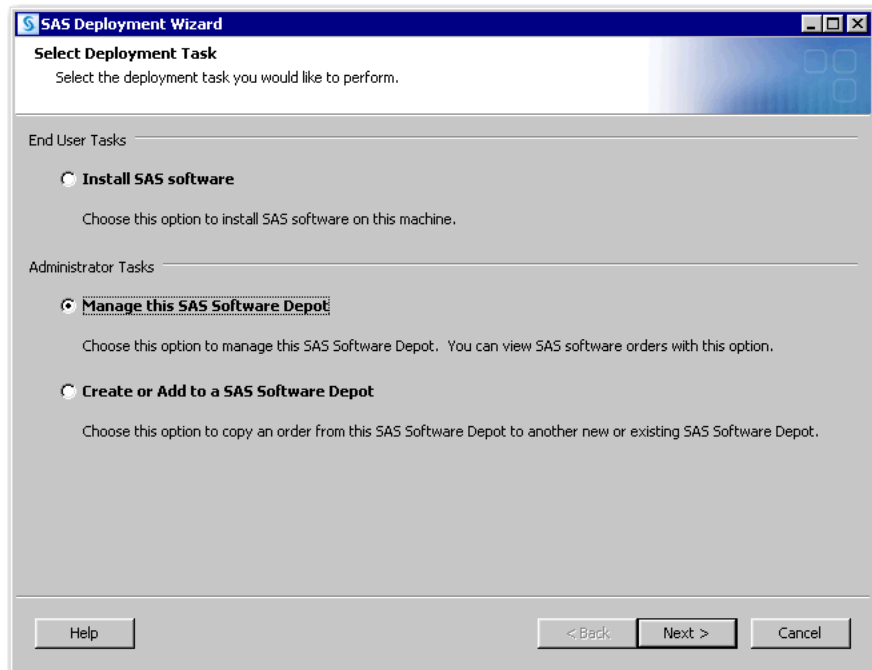 SAS Deployment Wizard
Select Deployment Task
Select the deployment task you would like to perform.
End User Tasks
Install SAS software
Choose this option to install SAS software on this machine.
Administrator Tasks
Manage this SAS Software Depot
Choose this option to manage this SAS Software Depot.  You can view SAS software orders with this option.
Create or Add to a SAS Software Depot
Choose this option to copy an order from this SAS Software Depot to another new or existing SAS Software Depot.
Help
< Back
Next >
Cancel